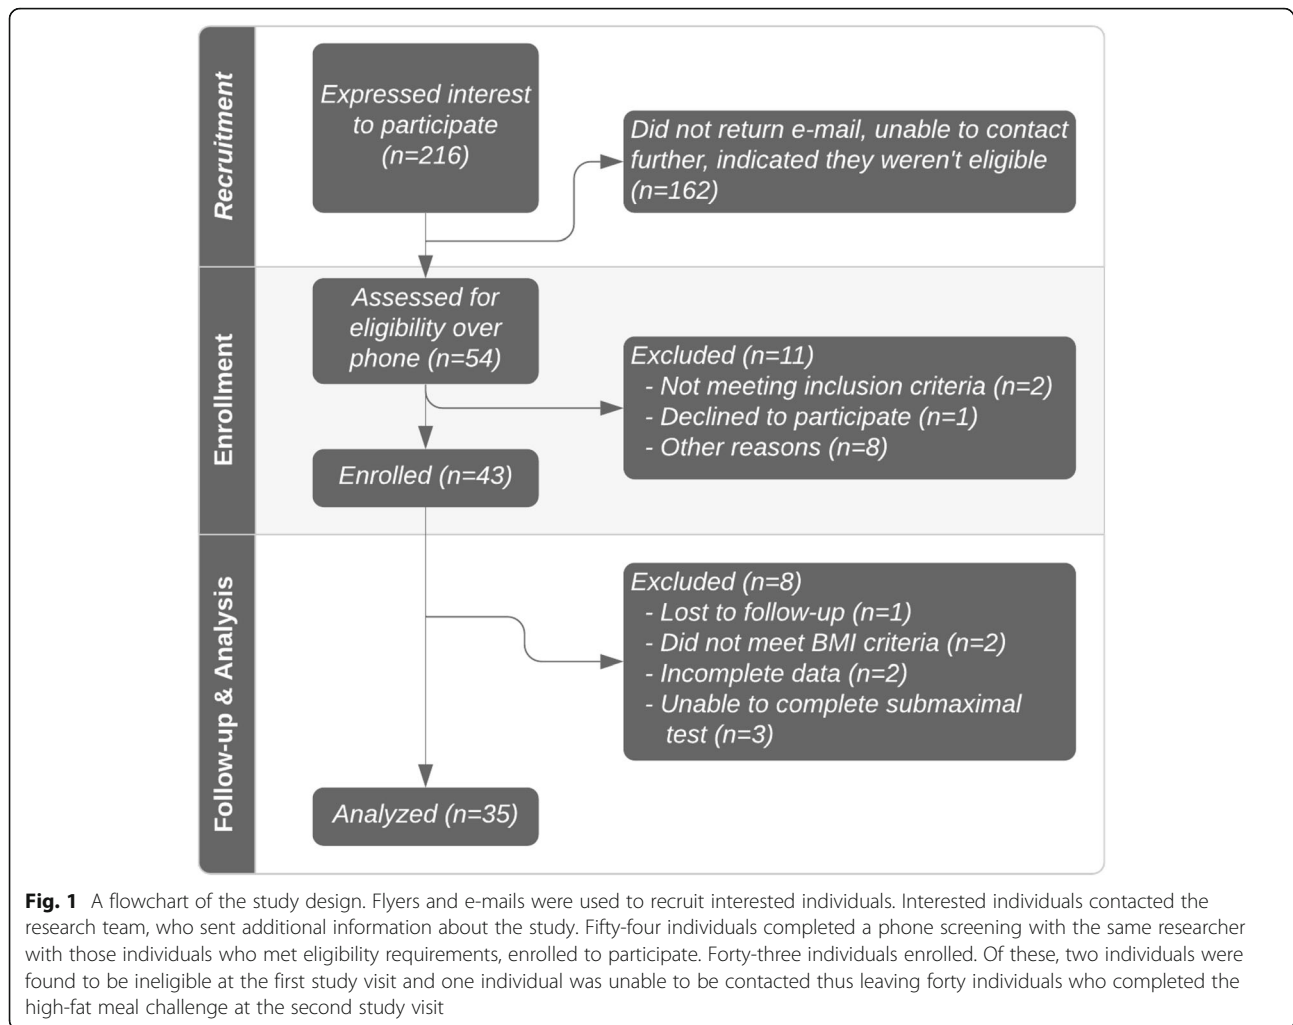 Recruitment
Expressed interest
to participate
(n=216)
Did not return e-mail, unable to contact
further, indicated they weren't eligible
(n=162)
Enrollment
Assessed for
eligibility over
phone (n=54)
Excluded (n=11)
- Not meeting inclusion criteria (n=2)
- Declined to participate (n=1)
- Other reasons (n=8)
Enrolled (n=43)
Follow-up & Analysis
Excluded (n=8)
- Lost to follow-up (n=1)
- Did not meet BMI criteria (n=2)
- Incomplete data (n=2)
- Unable to complete submaximal
test (n=3)
Analyzed (n=35)
Fig. 1 A flowchart of the study design. Flyers and e-mails were used to recruit interested individuals. Interested individuals contacted the
research team, who sent additional information about the study. Fifty-four individuals completed a phone screening with the same researcher
with those individuals who met eligibility requirements, enrolled to participate. Forty-three individuals enrolled. Of these, two individuals were
found to be ineligible at the first study visit and one individual was unable to be contacted thus leaving forty individuals who completed the
high-fat meal challenge at the second study visit